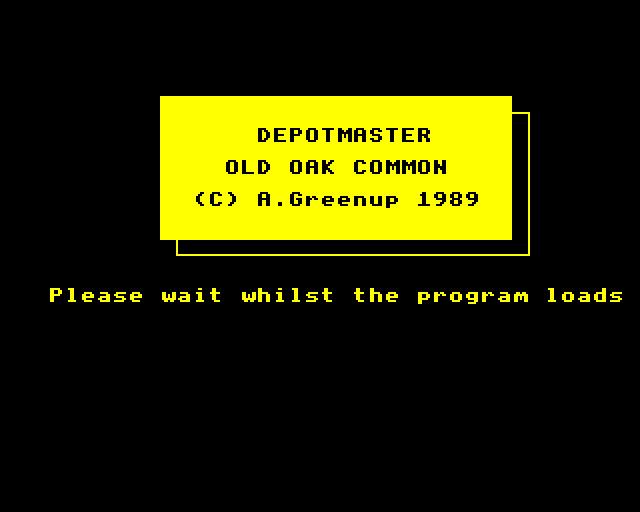 DEPOTMASTER
OLD OAK COMMON
(C) A.Greenup 1989
Please wait whilst the program loads